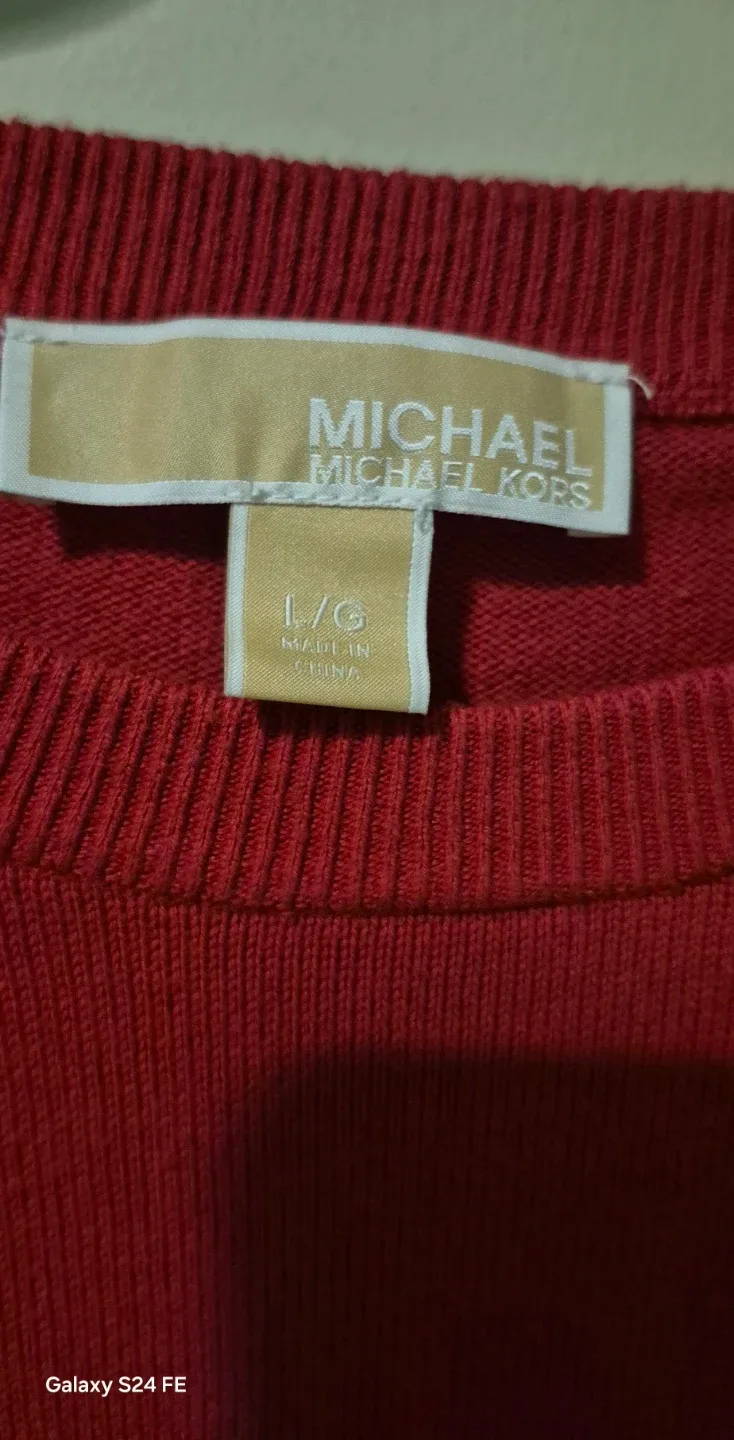 MICHAEL
MICHAEL KORS
L/G
MADE IN
CHINA
Galaxy S24 FE